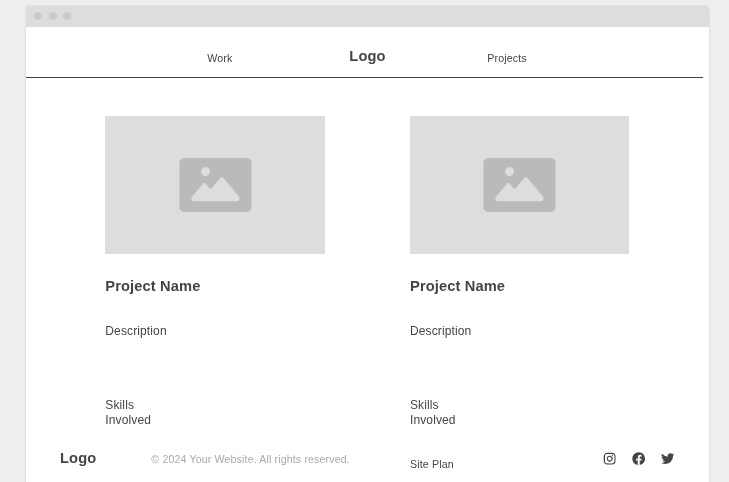 Work
Logo
Projects
Project Name
Project Name
Description
Description
Skills
Involved
Skills
Involved
Logo
© 2024 Your Website. All rights reserved.
Site Plan